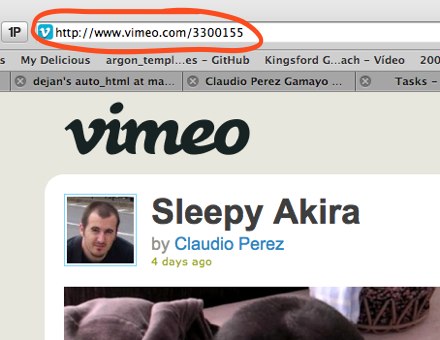 1P http://www.vimeo.com/3300155
s My Delicious argon_templ...es - GitHub Kingsford G...ach - Vídeo 200
dejan's auto_html at ma... Claudio Perez Gamayo ... Tasks -
vimeo
Sleepy Akira
by Claudio Perez
4 days ago